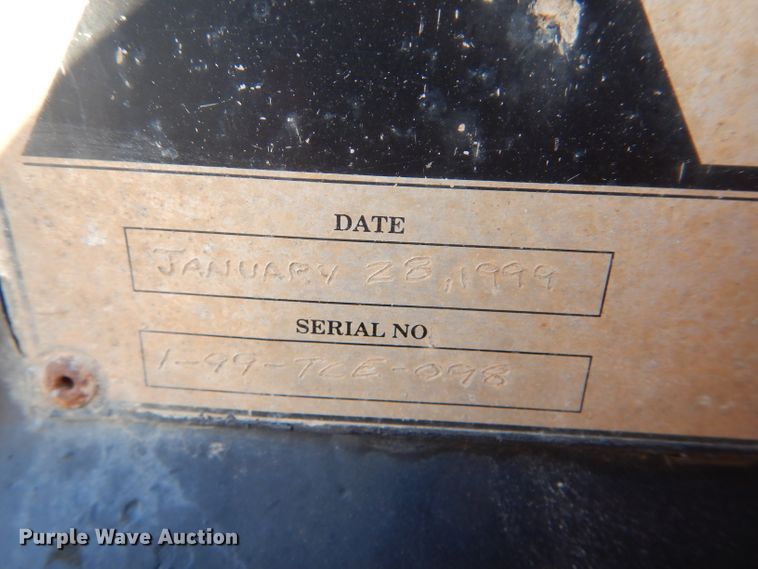 DATE
JANUARY 28, 1999
SERIAL NO
1-99-TCE-098
Purple Wave Auction